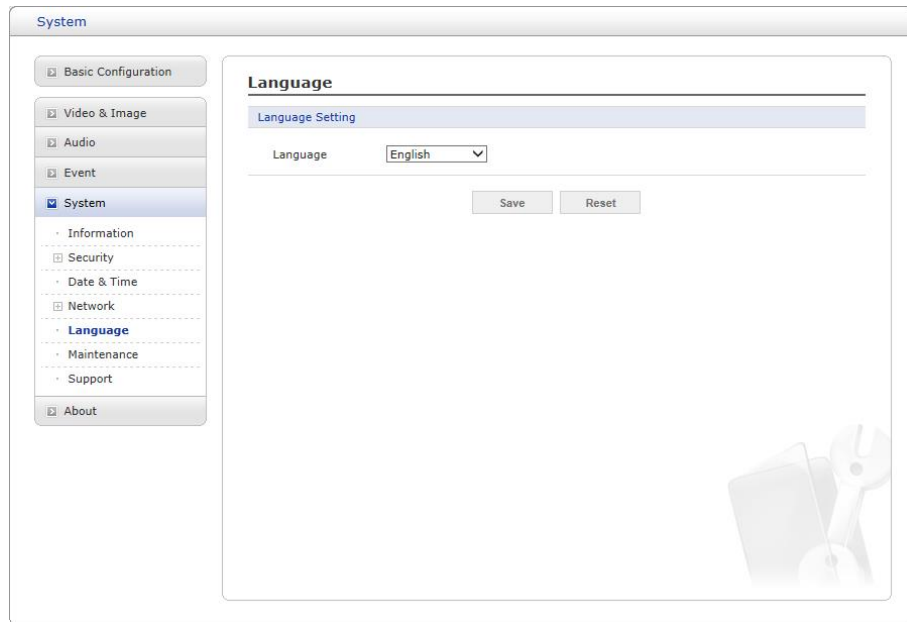 System
Basic Configuration
Video & Image
Audio
Event
System
Information
Security
Date & Time
Network
Language
Maintenance
Support
About
Language
Language Setting
Language English
Save Reset